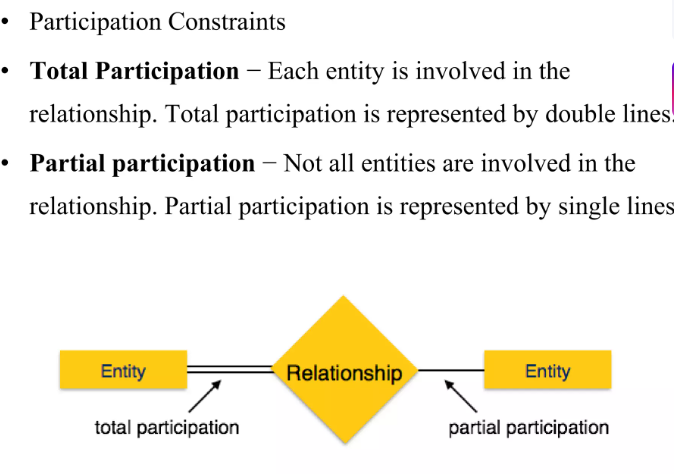 • Participation Constraints
• Total Participation − Each entity is involved in the
relationship. Total participation is represented by double lines.
• Partial participation − Not all entities are involved in the
relationship. Partial participation is represented by single lines
Entity
Relationship
Entity
total participation
partial participation